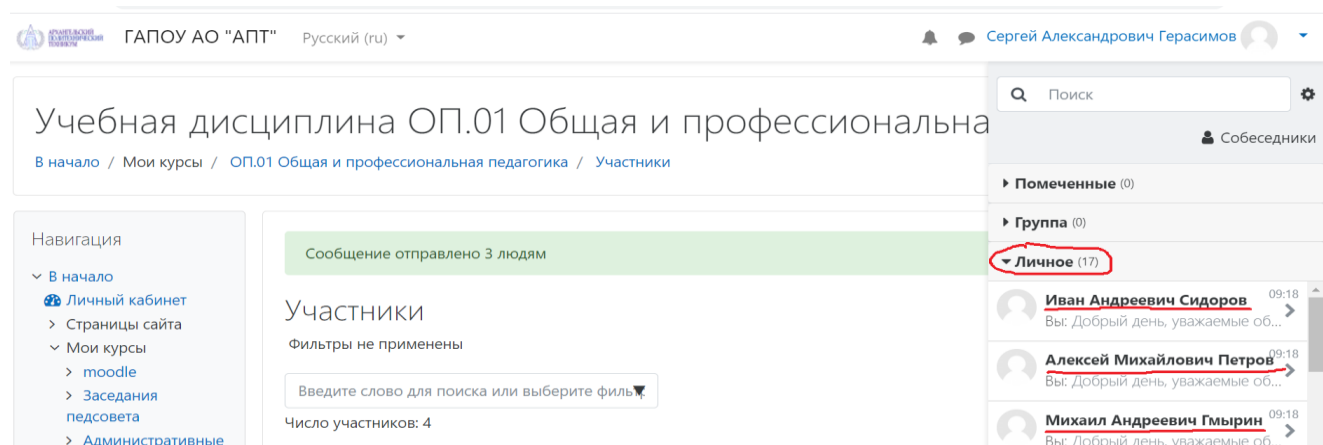 АРХАНГЕЛЬСКИЙ
ПОЛИТЕХНИЧЕСКИЙ
ТЕХНИКУМ
ГАПОУ АО "АПТ"
Русский (ru)
Сергей Александрович Герасимов
Учебная дисциплина ОП.01 Общая и профессиональна
В начало / Мои курсы / ОП.01 Общая и профессиональная педагогика / Участники
Навигация
В начало
Личный кабинет
Страницы сайта
Мои курсы
moodle
Заседания
педсовета
Административные
Сообщение отправлено 3 людям
Участники
Фильтры не применены
Введите слово для поиска или выберите фильт
Число участников: 4
Поиск
Собеседники
Помеченные (0)
Группа (0)
Личное (17)
Иван Андреевич Сидоров 09:18
Вы: Добрый день, уважаемые об...
Алексей Михайлович Петров 09:18
Вы: Добрый день, уважаемые об...
Михаил Андреевич Гмырин 09:18
Вы: Добрый день, уважаемые об...